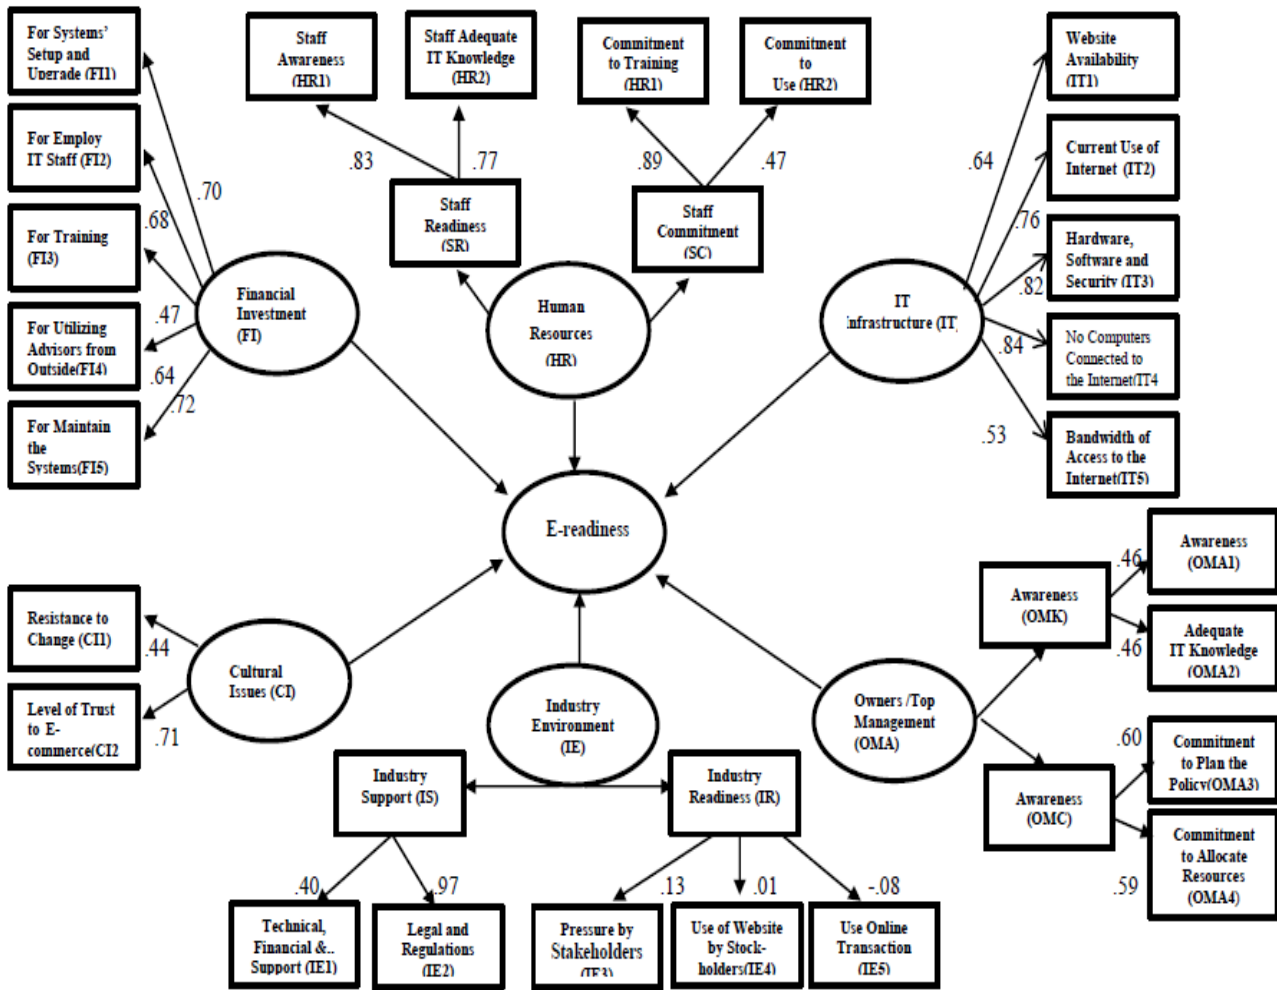 For Systems'
Setup and
Upgrade (FI1)
For Employ
IT Staff (FI2)
For Training
(FI3)
For Utilizing
Advisors from
Outside(FI4)
For Maintain
the
Systems(FI5)
.70
.68
.47
.64
.72
Financial
Investment
(FI)
Staff
Awareness
(HR1)
Staff Adequate
IT Knowledge
(HR2)
Commitment
to Training
(HR1)
Commitment
to
Use (HR2)
.83
.77
.89
.47
Staff
Readiness
(SR)
Staff
Commitment
(SC)
Human
Resources
(HR)
Website
Availability
(IT1)
Current Use of
Internet (IT2)
Hardware,
Software and
Security (IT3)
No Computers
Connected to
the Internet(IT4
Bandwidth of
Access to the
Internet(IT5)
.64
.76
.82
.84
.53
IT
Infrastructure (IT)
E-readiness
Resistance to
Change (CI1)
Level of Trust
to E-
commerce(CI2
.44
.71
Cultural
Issues (CI)
Industry
Environment
(IE)
Industry
Support (IS)
Industry
Readiness (IR)
.40
.97
.13
.01
-.08
Technical,
Financial &..
Support (IE1)
Legal and
Regulations
(IE2)
Pressure by
Stakeholders
(IE3)
Use of Website
by Stock-
holders(IE4)
Use Online
Transaction
(IE5)
Owners /Top
Management
(OMA)
Awareness
(OMK)
Awareness
(OMC)
.46
.46
.60
.59
Awareness
(OMA1)
Adequate
IT Knowledge
(OMA2)
Commitment
to Plan the
Policy(OMA3)
Commitment
to Allocate
Resources
(OMA4)